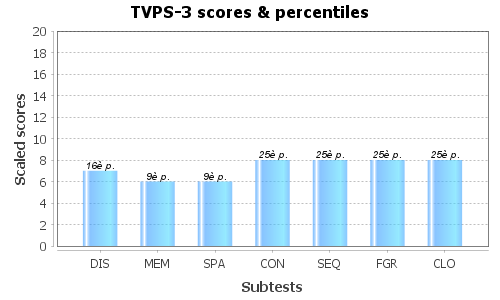 TVPS-3 scores & percentiles
Scaled scores
20
18
16
14
12
10
8
6
4
2
0
16è p.
9è p.
9è p.
25è p.
25è p.
25è p.
25è p.
DIS MEM SPA CON SEQ FGR CLO
Subtests